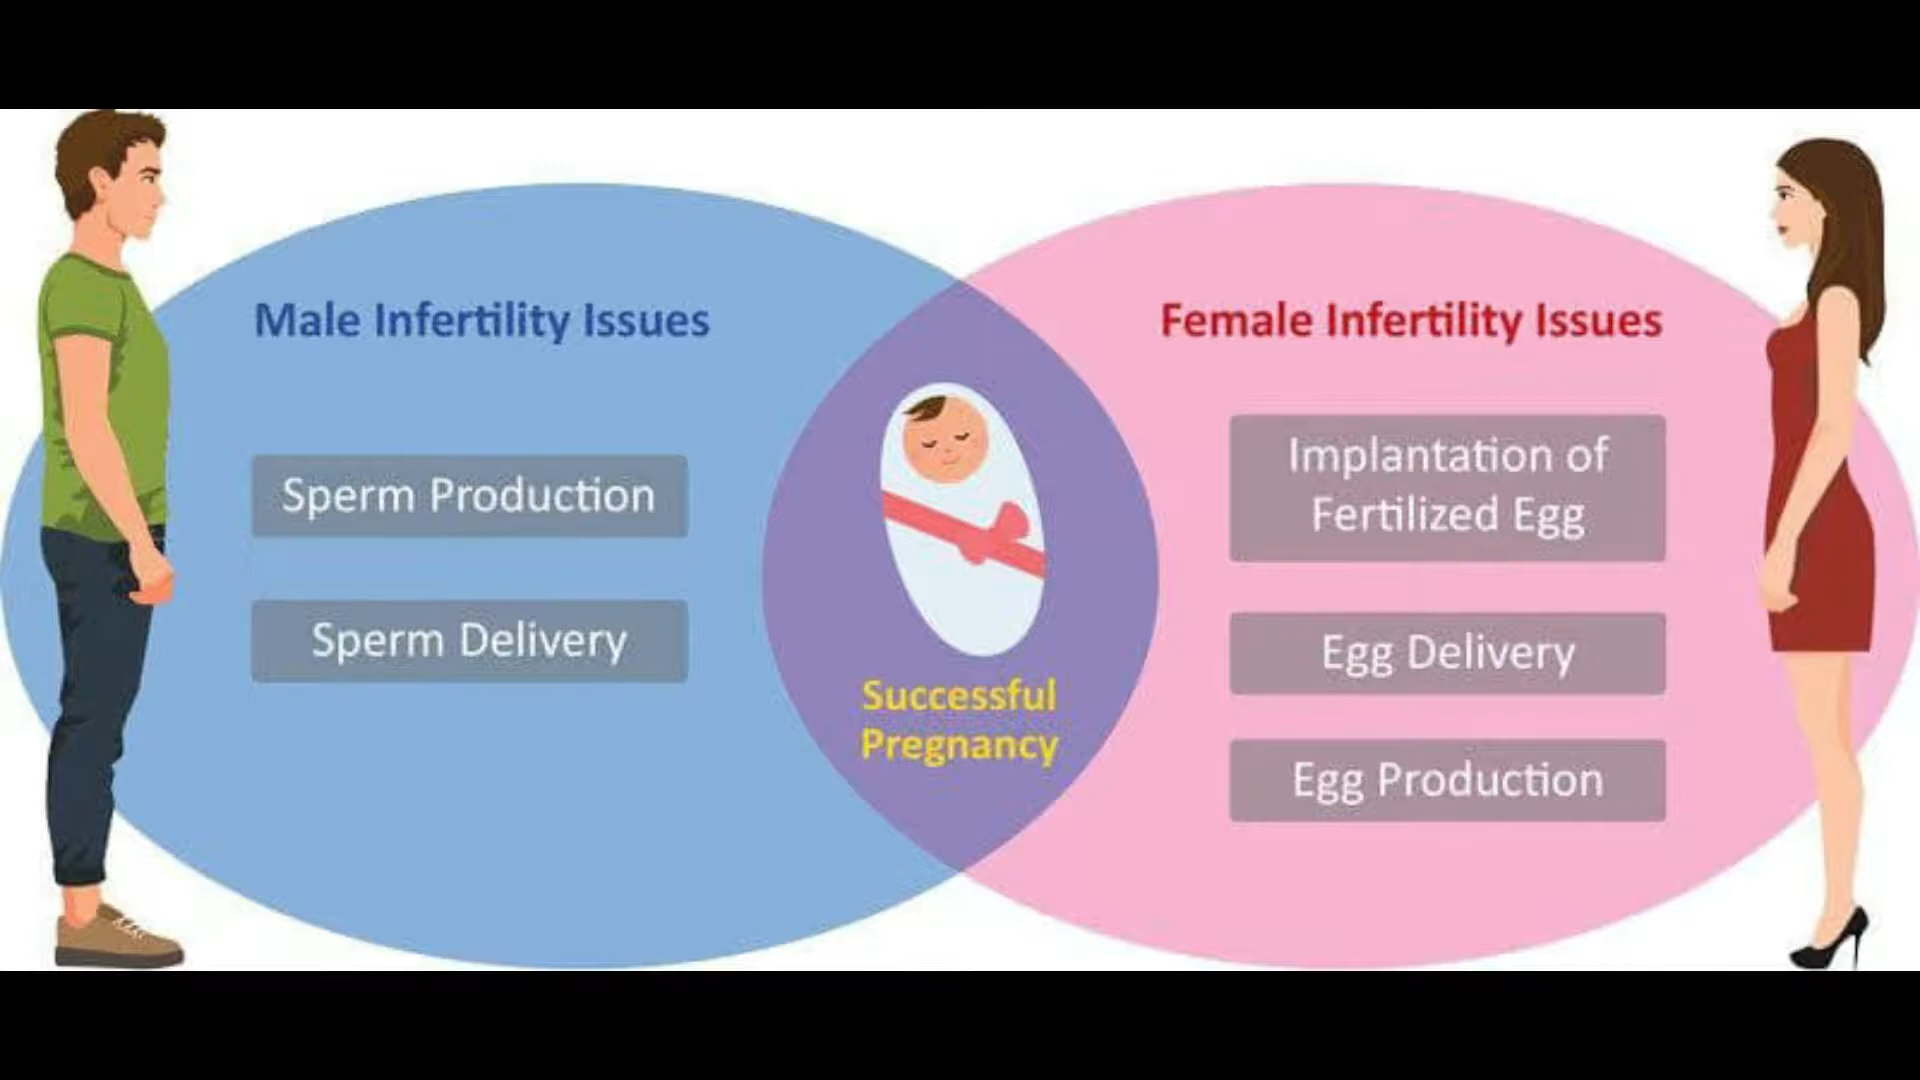 Male Infertility Issues
Sperm Production
Sperm Delivery
Successful
Pregnancy
Female Infertility Issues
Implantation of
Fertilized Egg
Egg Delivery
Egg Production